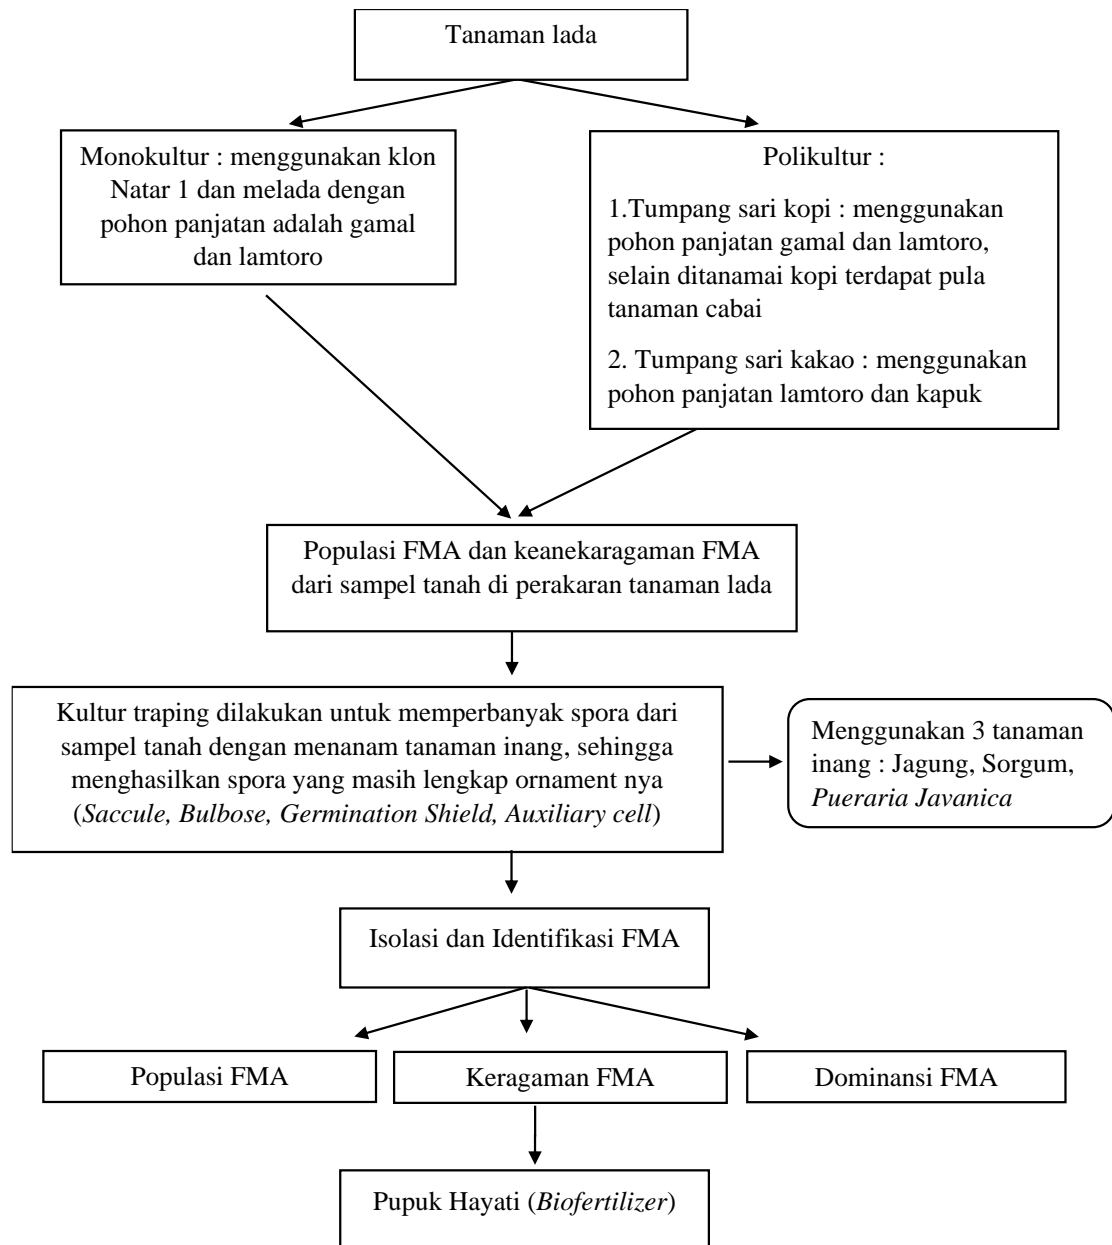 Tanaman lada
Monokultur : menggunakan klon
Natar 1 dan melada dengan
pohon panjatan adalah gamal
dan lamtoro
Polikultur :
1.Tumpang sari kopi : menggunakan
pohon panjatan gamal dan lamtoro,
selain ditanamai kopi terdapat pula
tanaman cabai
2. Tumpang sari kakao : menggunakan
pohon panjatan lamtoro dan kapuk
Populasi FMA dan keanekaragaman FMA
dari sampel tanah di perakaran tanaman lada
Kultur traping dilakukan untuk memperbanyak spora dari
sampel tanah dengan menanam tanaman inang, sehingga
menghasilkan spora yang masih lengkap ornament nya
(Saccule, Bulbose, Germination Shield, Auxiliary cell)
Menggunakan 3 tanaman
inang : Jagung, Sorgum,
Pueraria Javanica
Isolasi dan Identifikasi FMA
Populasi FMA
Keragaman FMA
Dominansi FMA
Pupuk Hayati (Biofertilizer)